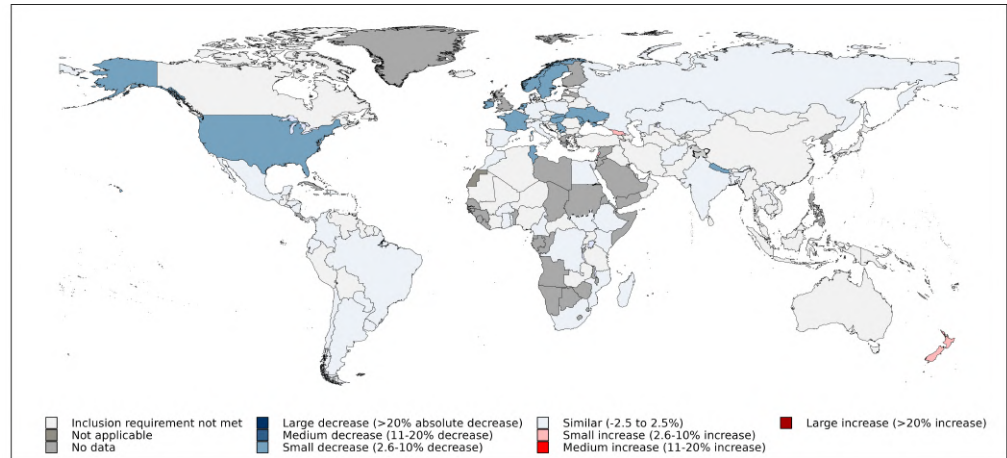 Inclusion requirement not met
Not applicable
No data
Large decrease (>20% absolute decrease)
Medium decrease (11-20% decrease)
Small decrease (2.6-10% decrease)
Similar (-2.5 to 2.5%)
Small increase (2.6-10% increase)
Medium increase (11-20% increase)
Large increase (>20% increase)